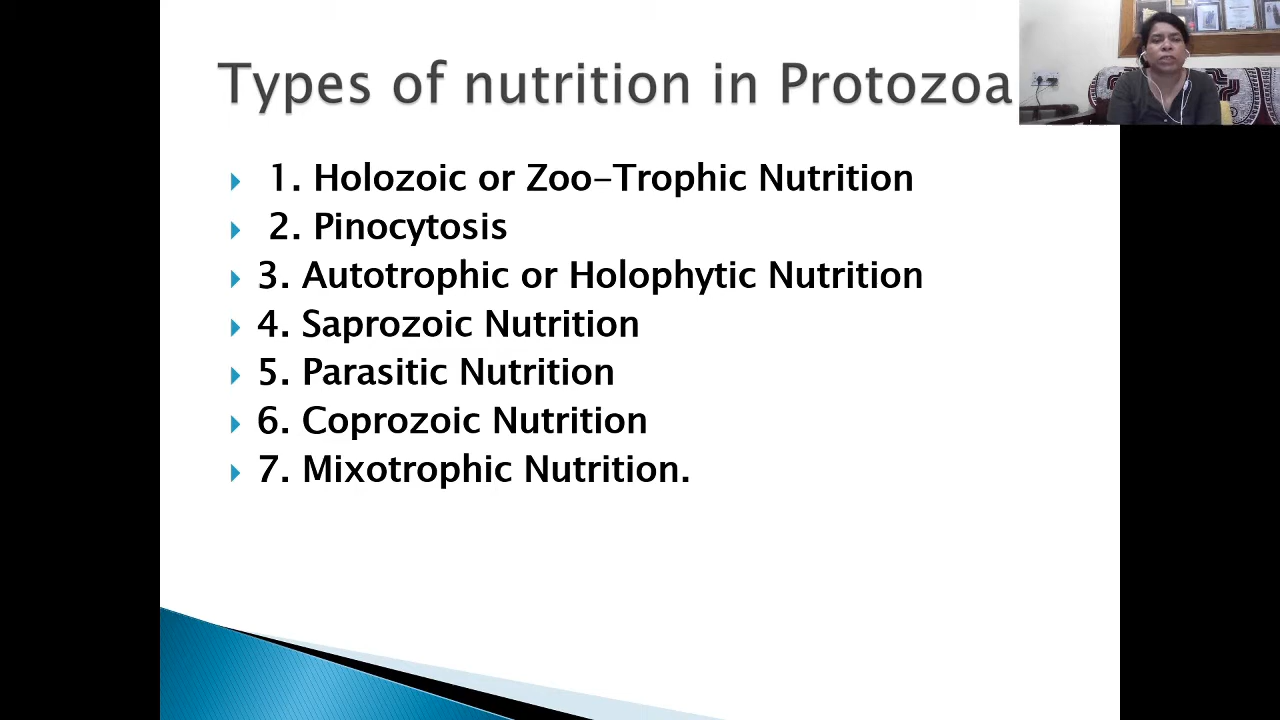 Types of nutrition in Protozoa
1. Holozoic or Zoo-Trophic Nutrition
2. Pinocytosis
3. Autotrophic or Holophytic Nutrition
4. Saprozoic Nutrition
5. Parasitic Nutrition
6. Coprozoic Nutrition
7. Mixotrophic Nutrition.